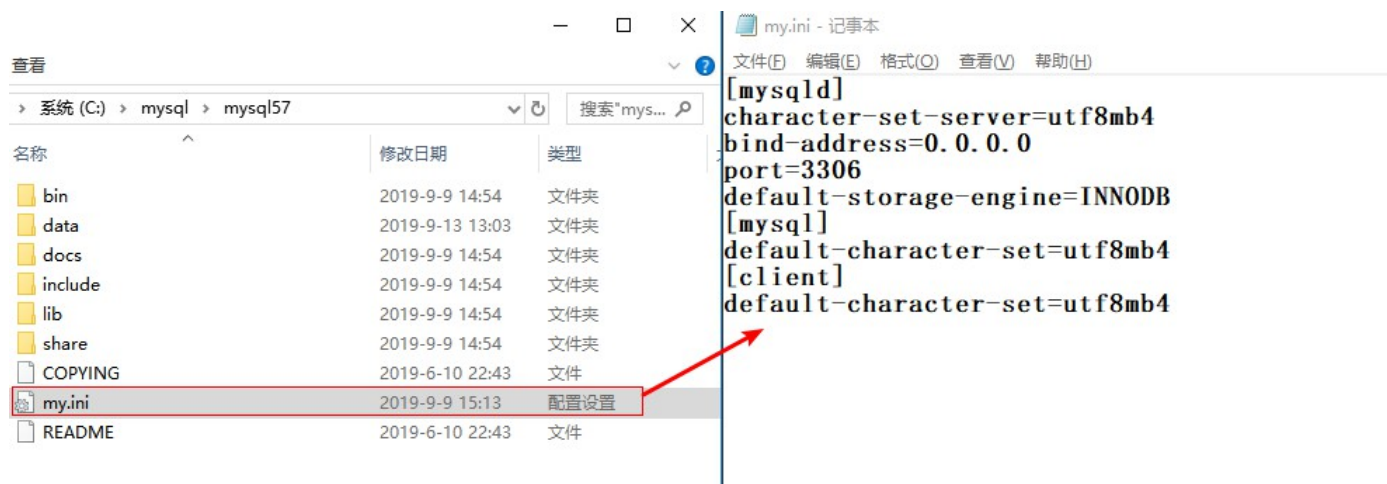 查看
系统 (C:) › mysql › mysql57
搜索"mys...
名称 修改日期 类型
bin 2019-9-9 14:54 文件夹
data 2019-9-13 13:03 文件夹
docs 2019-9-9 14:54 文件夹
include 2019-9-9 14:54 文件夹
lib 2019-9-9 14:54 文件夹
share 2019-9-9 14:54 文件夹
COPYING 2019-6-10 22:43 文件
my.ini 2019-9-9 15:13 配置设置
README 2019-6-10 22:43 文件
my.ini - 记事本
文件(F) 编辑(E) 格式(O) 查看(V) 帮助(H)
[mysqld]
character-set-server=utf8mb4
bind-address=0.0.0.0
port=3306
default-storage-engine=INNODB
[mysql]
default-character-set=utf8mb4
[client]
default-character-set=utf8mb4